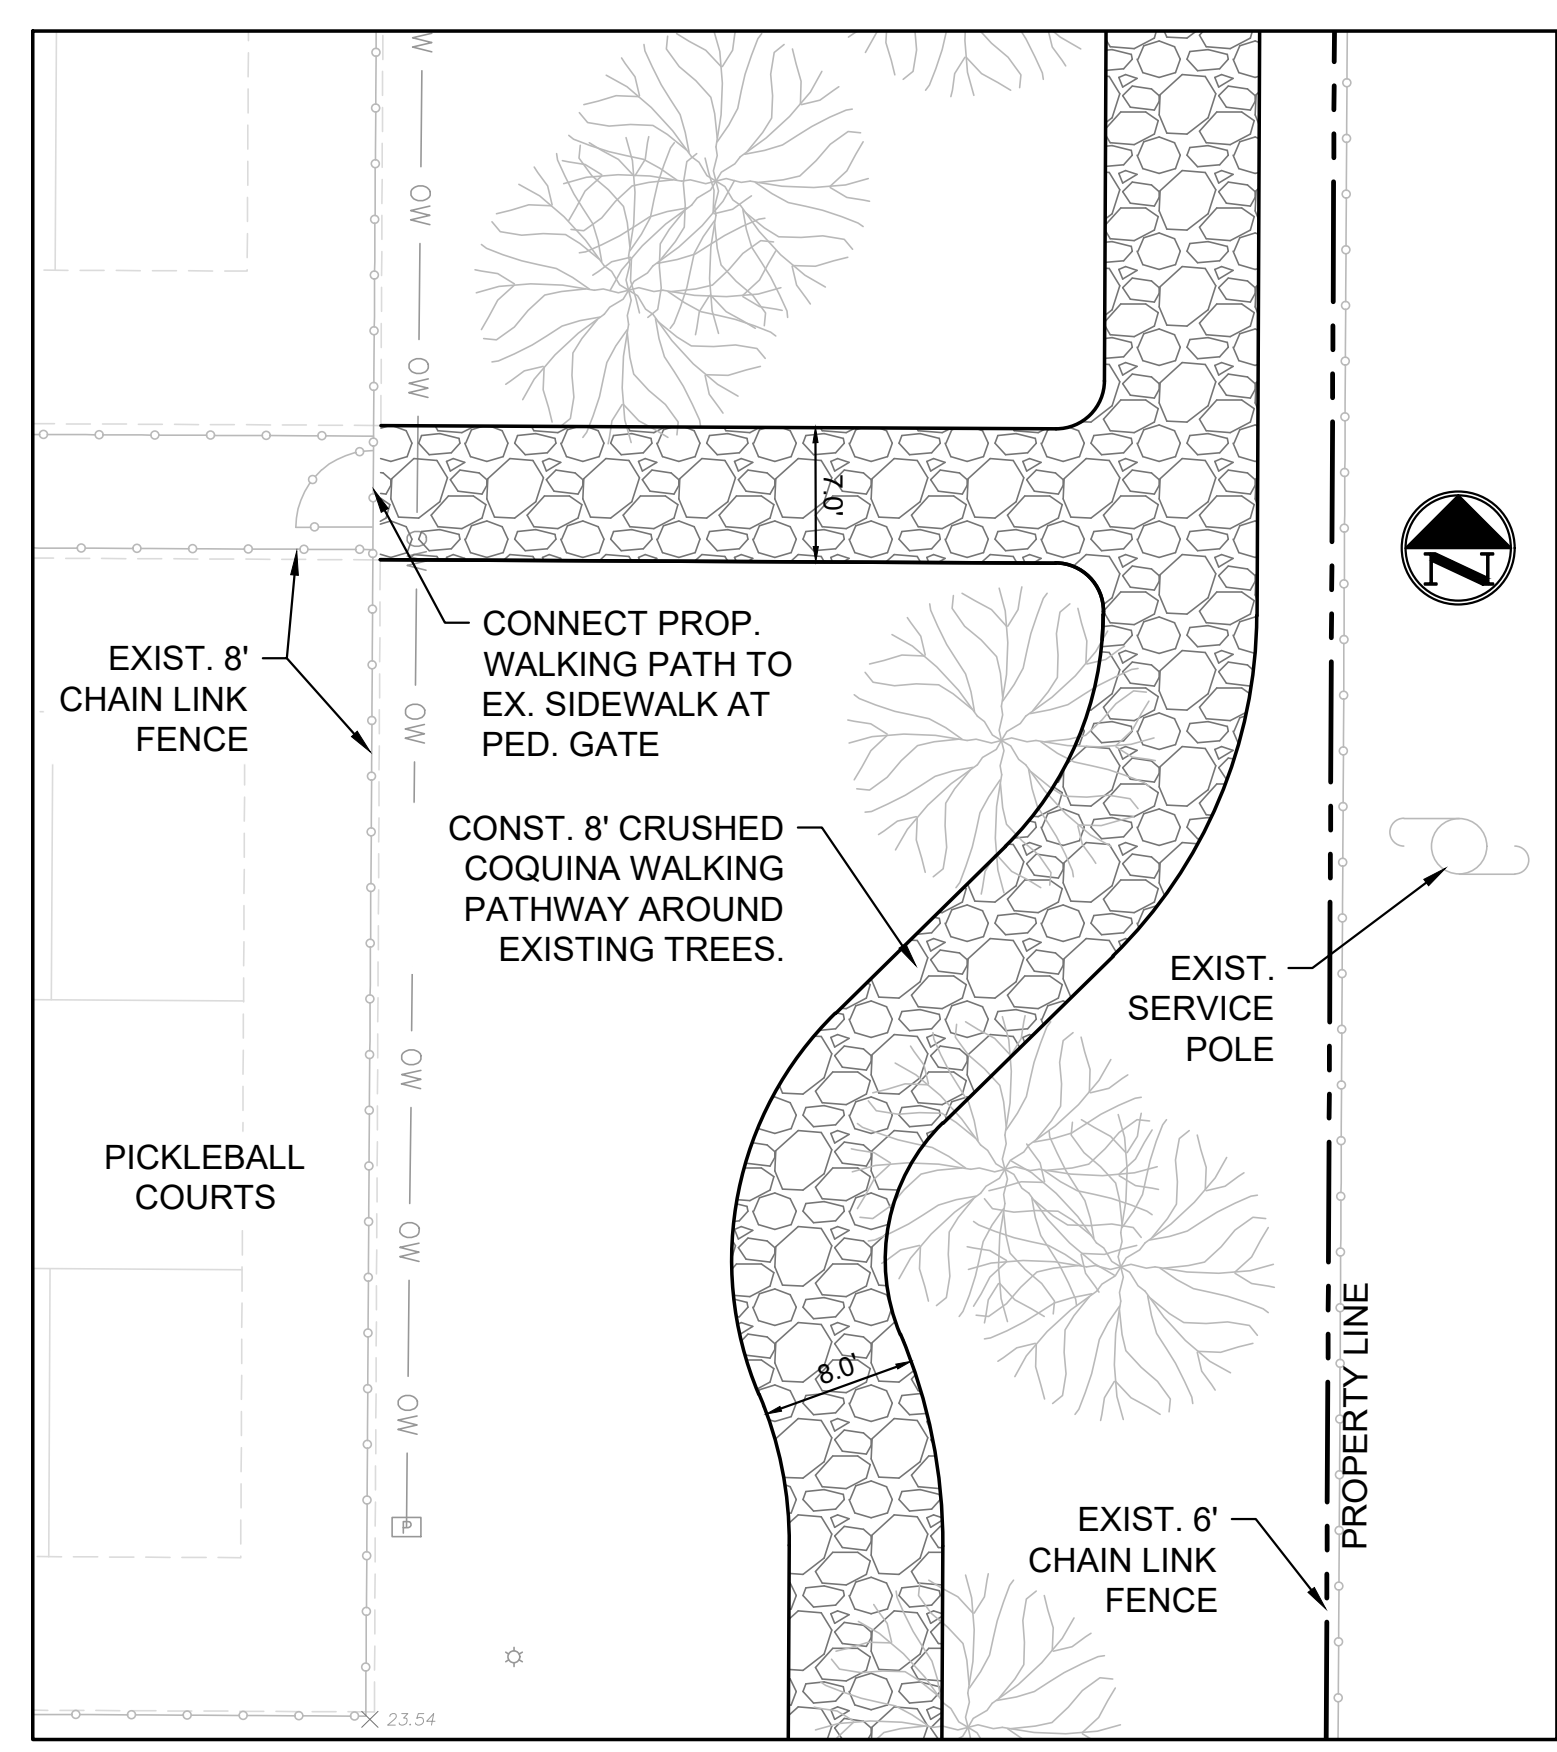 W
OW
OW
7.0'
OW
N
CONNECT PROP.
WALKING PATH TO
EX. SIDEWALK AT
PED. GATE
EXIST. 8'
CHAIN LINK
FENCE
OW
CONST. 8' CRUSHED
COQUINA WALKING
PATHWAY AROUND
EXISTING TREES.
EXIST.
SERVICE
POLE
OW
PICKLEBALL
COURTS
OW
8.0'
OW
PROPERTY LINE
EXIST. 6'
CHAIN LINK
FENCE
P
23.54